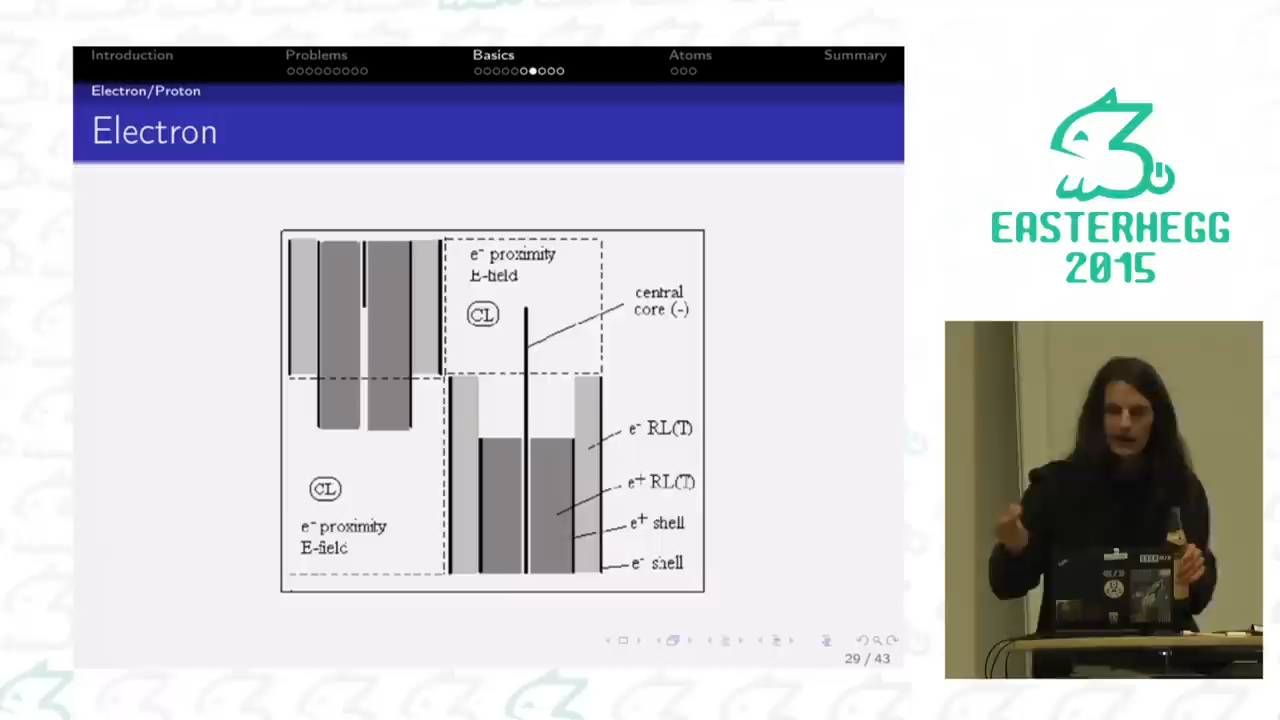 Introduction
Problems
Basics
Atoms
Summary
Electron/Proton
Electron
e⁻ proximity
E-field
CL
central
core (-)
e⁻ RL(T)
e⁺ RL(T)
e⁺ shell
e⁻ shell
CL
e⁻ proximity
E-field
29 / 43
EASTERHEGG
2015